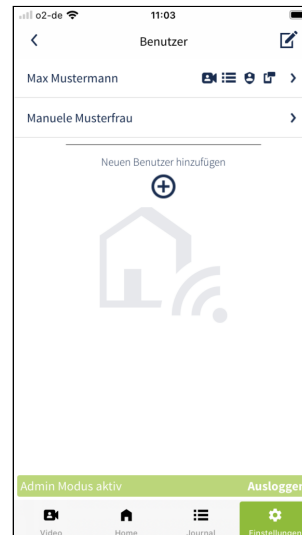 o2-de 11:03
Benutzer
Max Mustermann
Manuele Musterfrau
Neuen Benutzer hinzufügen
Admin Modus aktiv Ausloggen
Video Home Journal Einstellungen